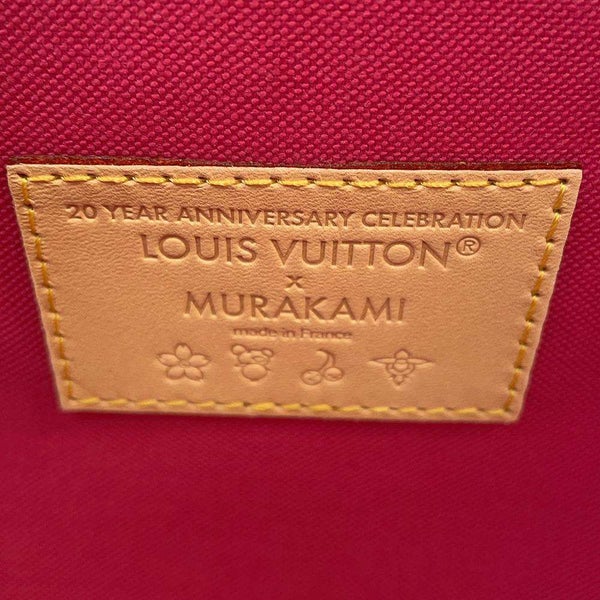 20 YEAR ANNIVERSARY CELEBRATION
LOUIS VUITTON®
x
MURAKAMI
made in France